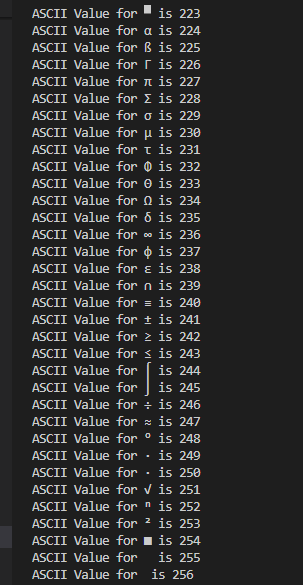 ASCII Value for ▀ is 223
ASCII Value for α is 224
ASCII Value for ß is 225
ASCII Value for Γ is 226
ASCII Value for π is 227
ASCII Value for Σ is 228
ASCII Value for σ is 229
ASCII Value for µ is 230
ASCII Value for τ is 231
ASCII Value for Φ is 232
ASCII Value for Θ is 233
ASCII Value for Ω is 234
ASCII Value for δ is 235
ASCII Value for ∞ is 236
ASCII Value for φ is 237
ASCII Value for ε is 238
ASCII Value for ∩ is 239
ASCII Value for ≡ is 240
ASCII Value for ± is 241
ASCII Value for ≥ is 242
ASCII Value for ≤ is 243
ASCII Value for ⌠ is 244
ASCII Value for ⌡ is 245
ASCII Value for ÷ is 246
ASCII Value for ≈ is 247
ASCII Value for ° is 248
ASCII Value for ∙ is 249
ASCII Value for · is 250
ASCII Value for √ is 251
ASCII Value for ⁿ is 252
ASCII Value for ² is 253
ASCII Value for ■ is 254
ASCII Value for   is 255
ASCII Value for  is 256